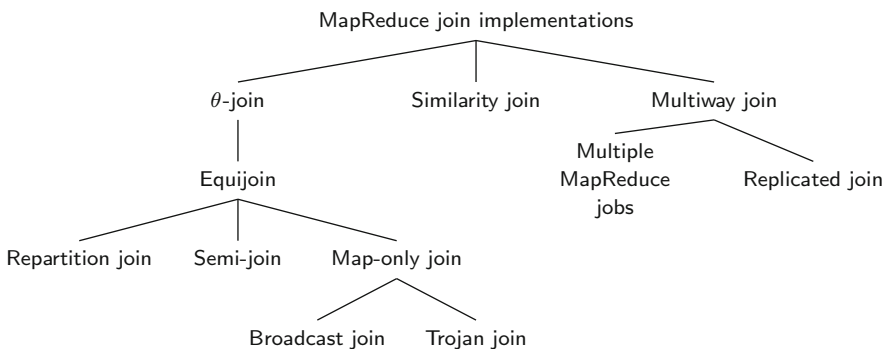 MapReduce join implementations
θ-join
Similarity join
Multiway join
Multiple
MapReduce
jobs
Replicated join
Equijoin
Repartition join
Semi-join
Map-only join
Broadcast join
Trojan join